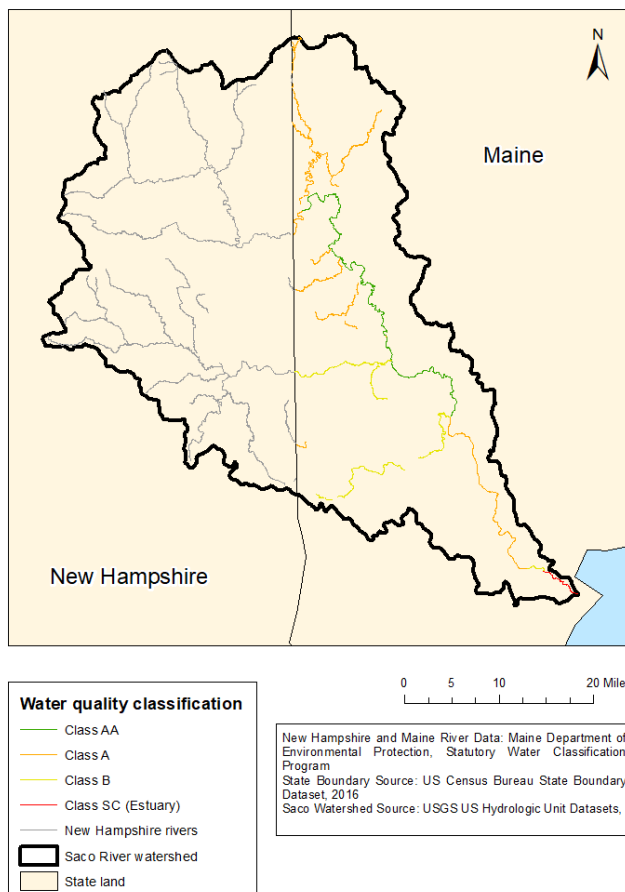 N
Maine
New Hampshire
0 5 10 20 Mile
Water quality classification
Class AA
Class A
Class B
Class SC (Estuary)
New Hampshire rivers
Saco River watershed
State land
New Hampshire and Maine River Data: Maine Department of
Environmental Protection, Statutory Water Classification
Program
State Boundary Source: US Census Bureau State Boundary
Dataset, 2016
Saco Watershed Source: USGS US Hydrologic Unit Datasets,